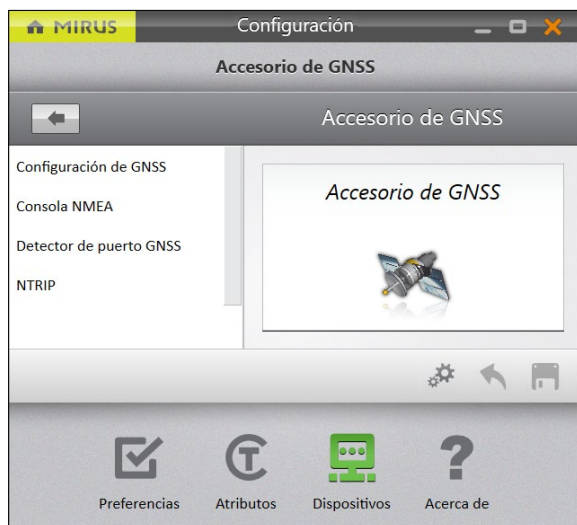 MIRUS Configuración
Accesorio de GNSS
Accesorio de GNSS
Configuración de GNSS
Consola NMEA
Detector de puerto GNSS
NTRIP
Accesorio de GNSS
Preferencias Atributos Dispositivos Acerca de